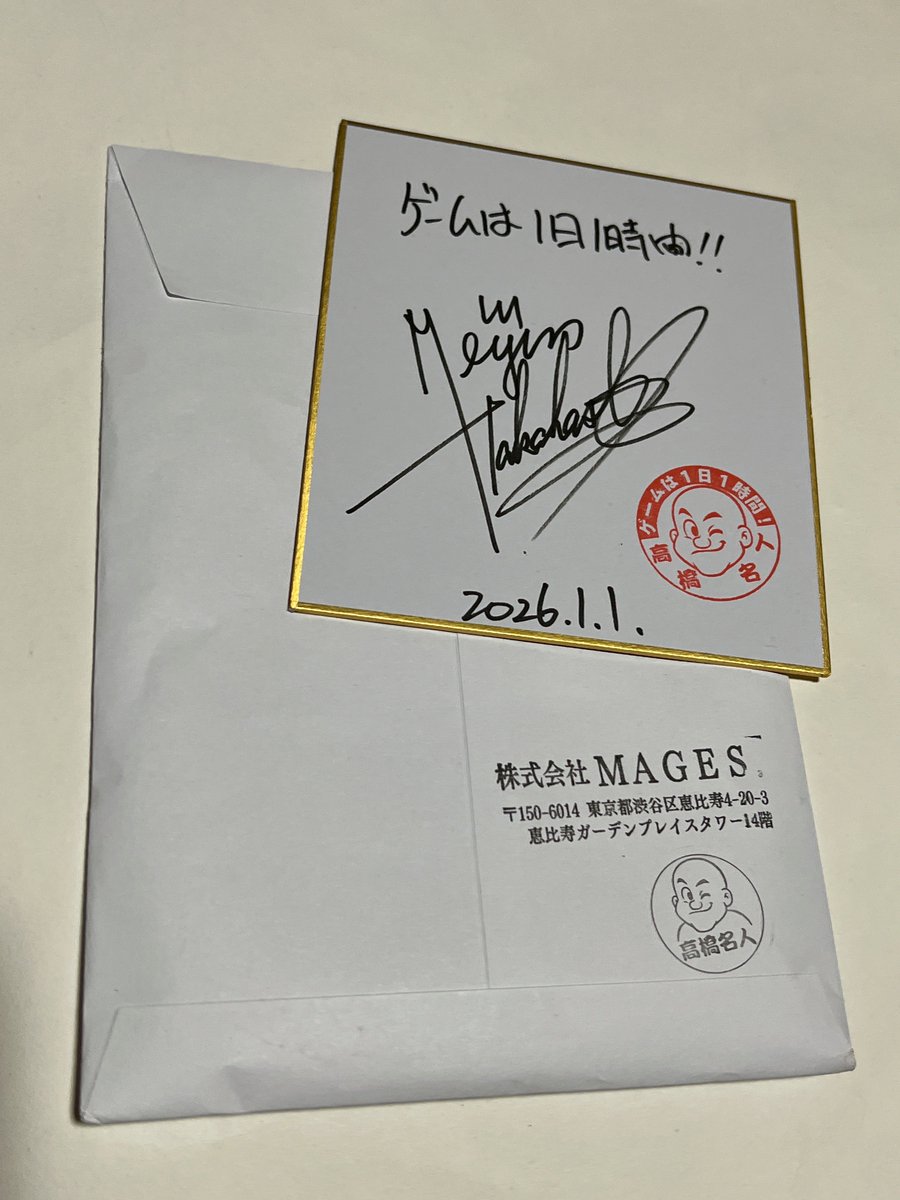 ゲームは1日1時間!!
Meijin
Takahashi
ゲームは1日1時間!
高橋名人
2026.1.1.
株式会社MAGES.
〒150-6014 東京都渋谷区恵比寿4-20-3
恵比寿ガーデンプレイスタワー14階
高橋名人